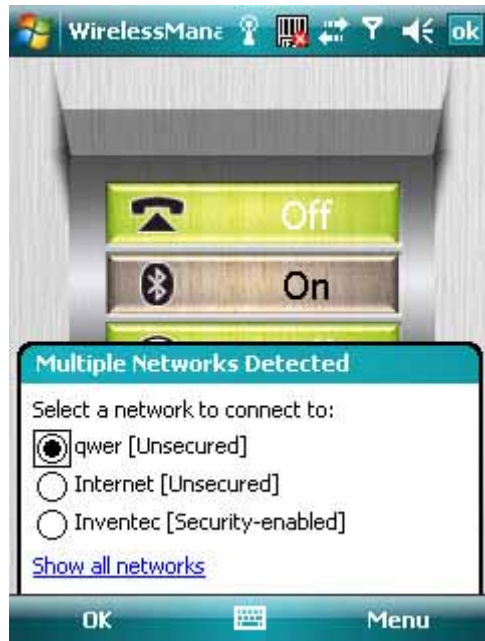 WirelessMana
ok
Off
On
Multiple Networks Detected
Select a network to connect to:
qwer [Unsecured]
Internet [Unsecured]
Inventec [Security-enabled]
Show all networks
OK
Menu